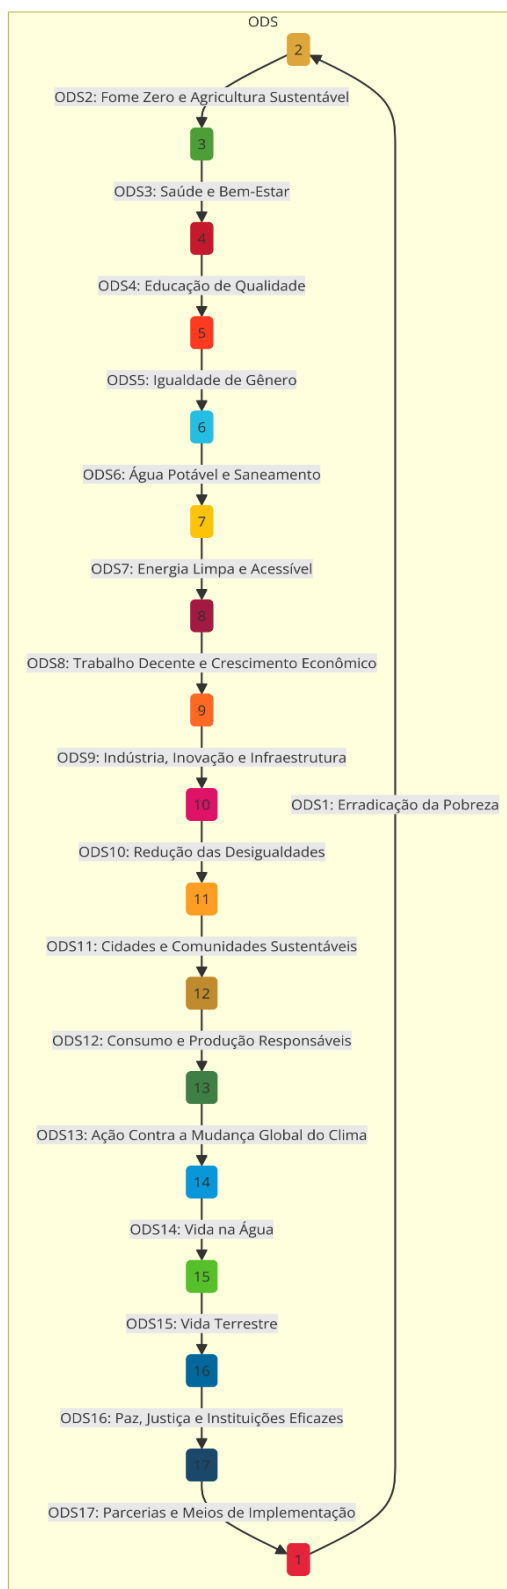 ODS
2
ODS2: Fome Zero e Agricultura Sustentável
3
ODS3: Saúde e Bem-Estar
4
ODS4: Educação de Qualidade
5
ODS5: Igualdade de Gênero
6
ODS6: Água Potável e Saneamento
7
ODS7: Energia Limpa e Acessível
8
ODS8: Trabalho Decente e Crescimento Econômico
9
ODS9: Indústria, Inovação e Infraestrutura
10
ODS1: Erradicação da Pobreza
ODS10: Redução das Desigualdades
11
ODS11: Cidades e Comunidades Sustentáveis
12
ODS12: Consumo e Produção Responsáveis
13
ODS13: Ação Contra a Mudança Global do Clima
14
ODS14: Vida na Água
15
ODS15: Vida Terrestre
16
ODS16: Paz, Justiça e Instituições Eficazes
17
ODS17: Parcerias e Meios de Implementação
1